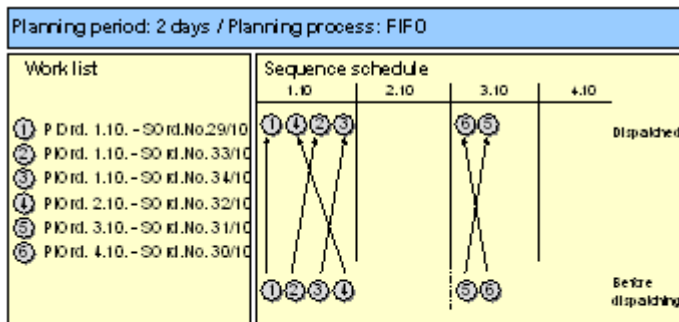 Planning period: 2 days / Planning process: FIFO
Work list
Sequence schedule
1.10 2.10 3.10 4.10
1 PlOrd. 1.10. - SOrd.No.29/10
2 PlOrd. 1.10. - SOrd.No.33/10
3 PlOrd. 1.10. - SOrd.No.34/10
4 PlOrd. 2.10. - SOrd.No.32/10
5 PlOrd. 3.10. - SOrd.No.31/10
6 PlOrd. 4.10. - SOrd.No.30/10
1 4 2 3 6 5 Dispatched
1 2 3 4 5 6 Before
dispatching